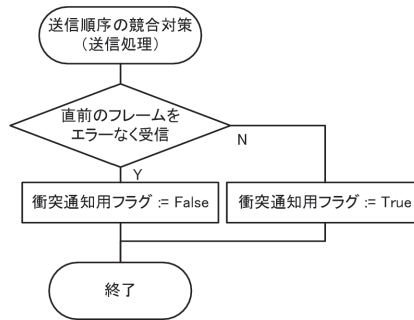 送信順序の競合対策
（送信処理）
直前のフレームを
エラーなく受信
N
Y
衝突通知用フラグ := False
衝突通知用フラグ := True
終了